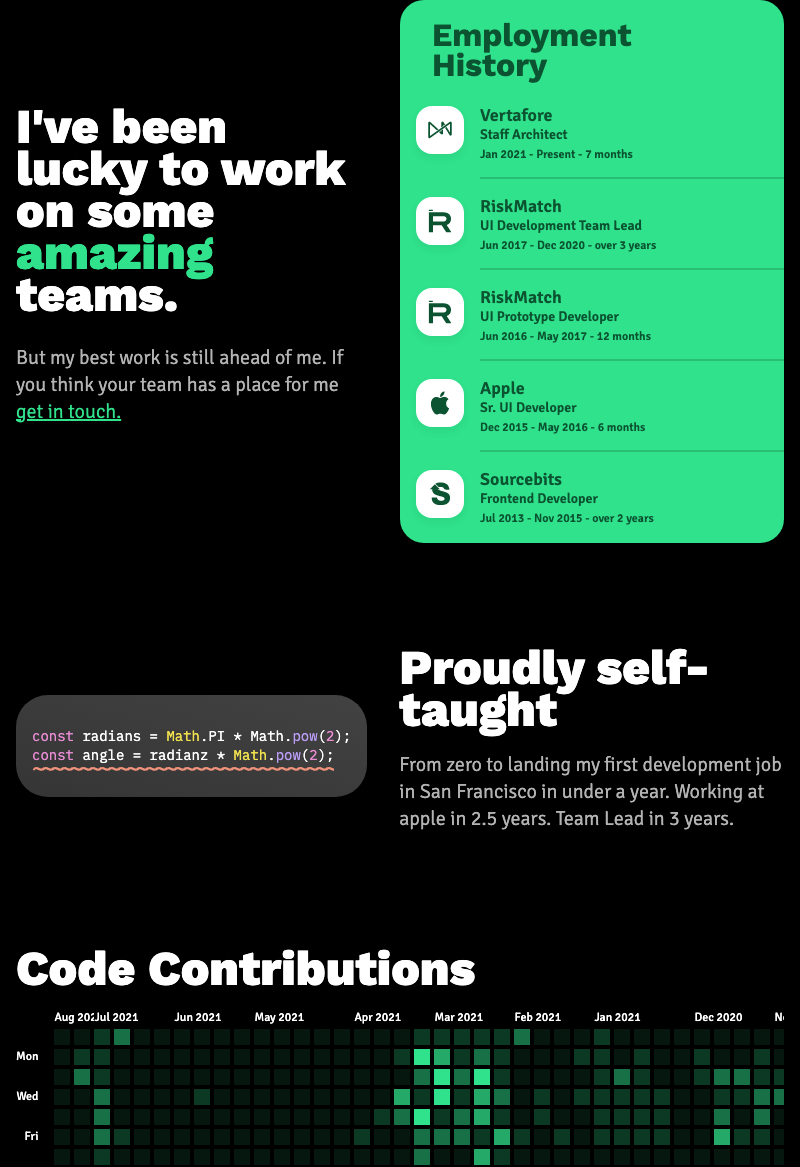 I've been
lucky to work
on some
amazing
teams.
But my best work is still ahead of me. If
you think your team has a place for me
get in touch.
Employment
History
Vertafore
Staff Architect
Jan 2021 - Present - 7 months
RiskMatch
UI Development Team Lead
Jun 2017 - Dec 2020 - over 3 years
RiskMatch
UI Prototype Developer
Jun 2016 - May 2017 - 12 months
Apple
Sr. UI Developer
Dec 2015 - May 2016 - 6 months
Sourcebits
Frontend Developer
Jul 2013 - Nov 2015 - over 2 years
const radians = Math.PI * Math.pow(2);
const angle = radianz * Math.pow(2);
Proudly self-
taught
From zero to landing my first development job
in San Francisco in under a year. Working at
apple in 2.5 years. Team Lead in 3 years.
Code Contributions
Aug 202 Jul 2021 Jun 2021 May 2021 Apr 2021 Mar 2021 Feb 2021 Jan 2021 Dec 2020
Mon
Wed
Fri